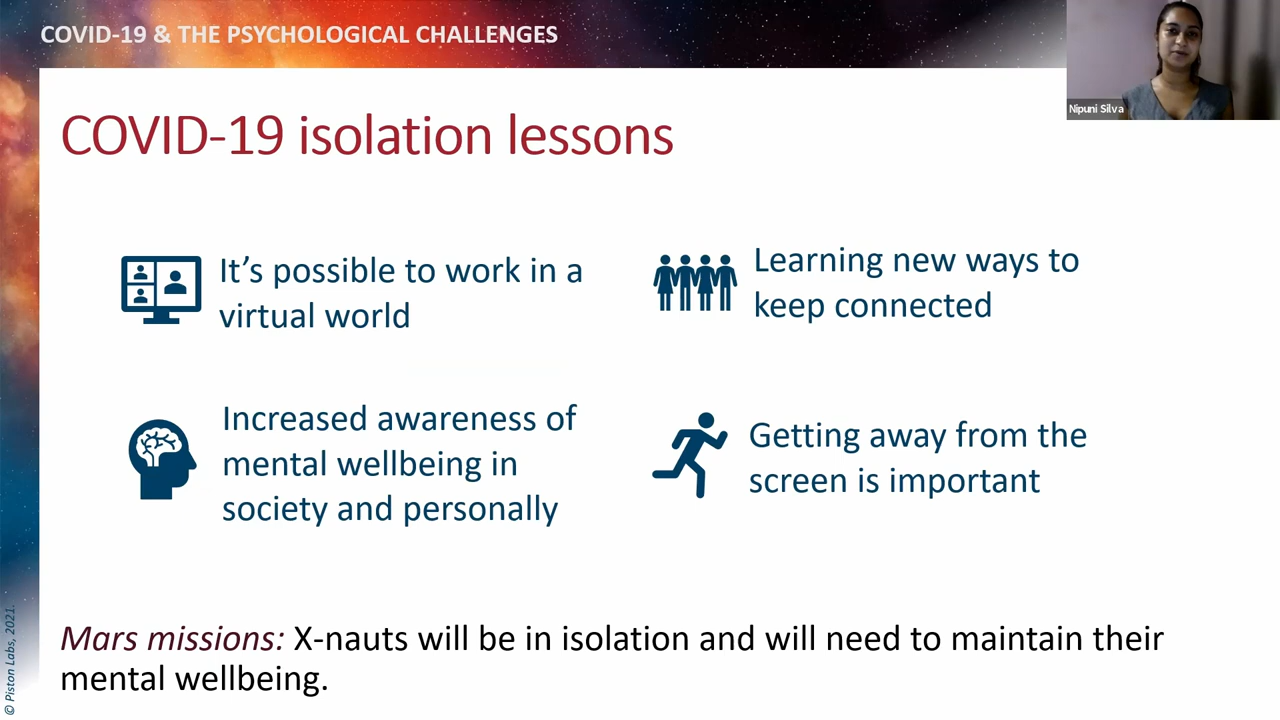 COVID-19 & THE PSYCHOLOGICAL CHALLENGES
Nipuni Silva
COVID-19 isolation lessons
It’s possible to work in a
virtual world
Learning new ways to
keep connected
Increased awareness of
mental wellbeing in
society and personally
Getting away from the
screen is important
Mars missions: X-nauts will be in isolation and will need to maintain their
mental wellbeing.
© Piston Labs, 2021.